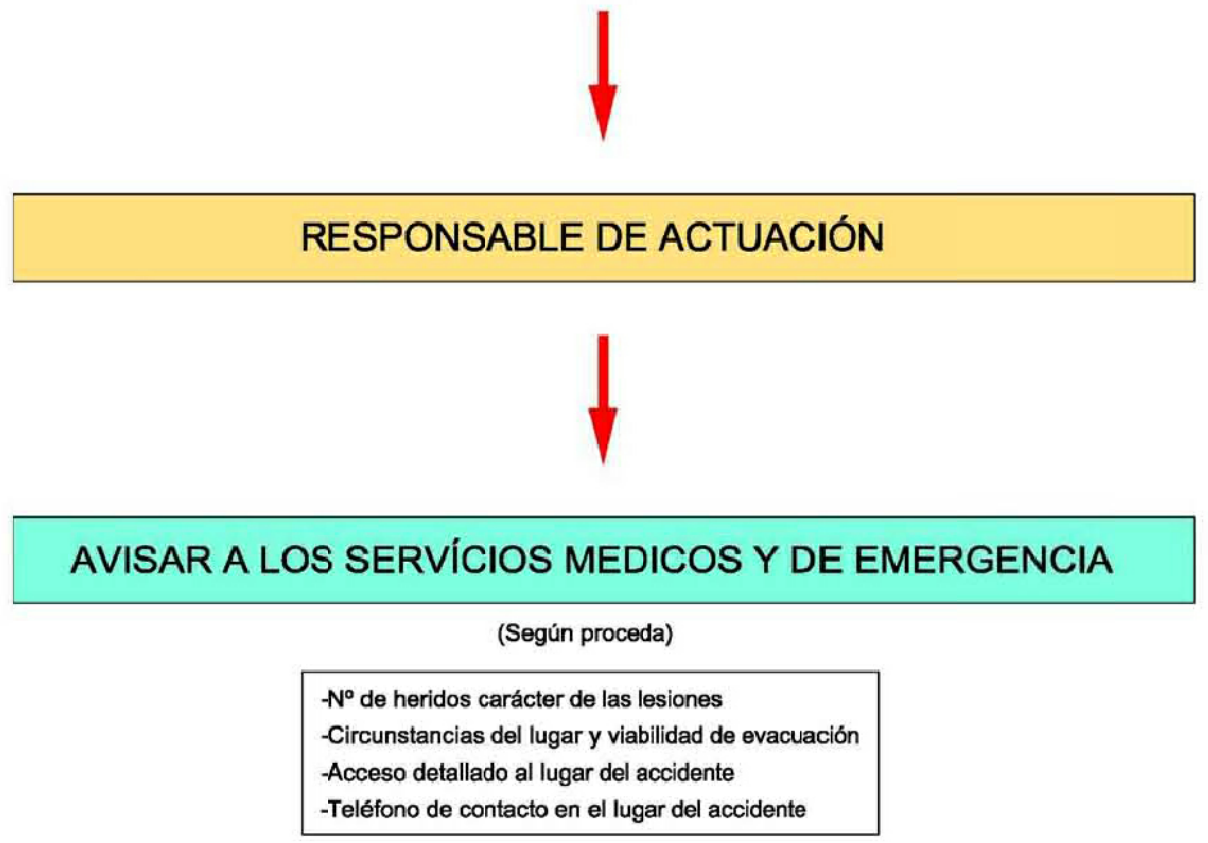 RESPONSABLE DE ACTUACIÓN
AVISAR A LOS SERVÍCIOS MEDICOS Y DE EMERGENCIA
(Según proceda)
-Nº de heridos carácter de las lesiones
-Circunstancias del lugar y viabilidad de evacuación
-Acceso detallado al lugar del accidente
-Teléfono de contacto en el lugar del accidente